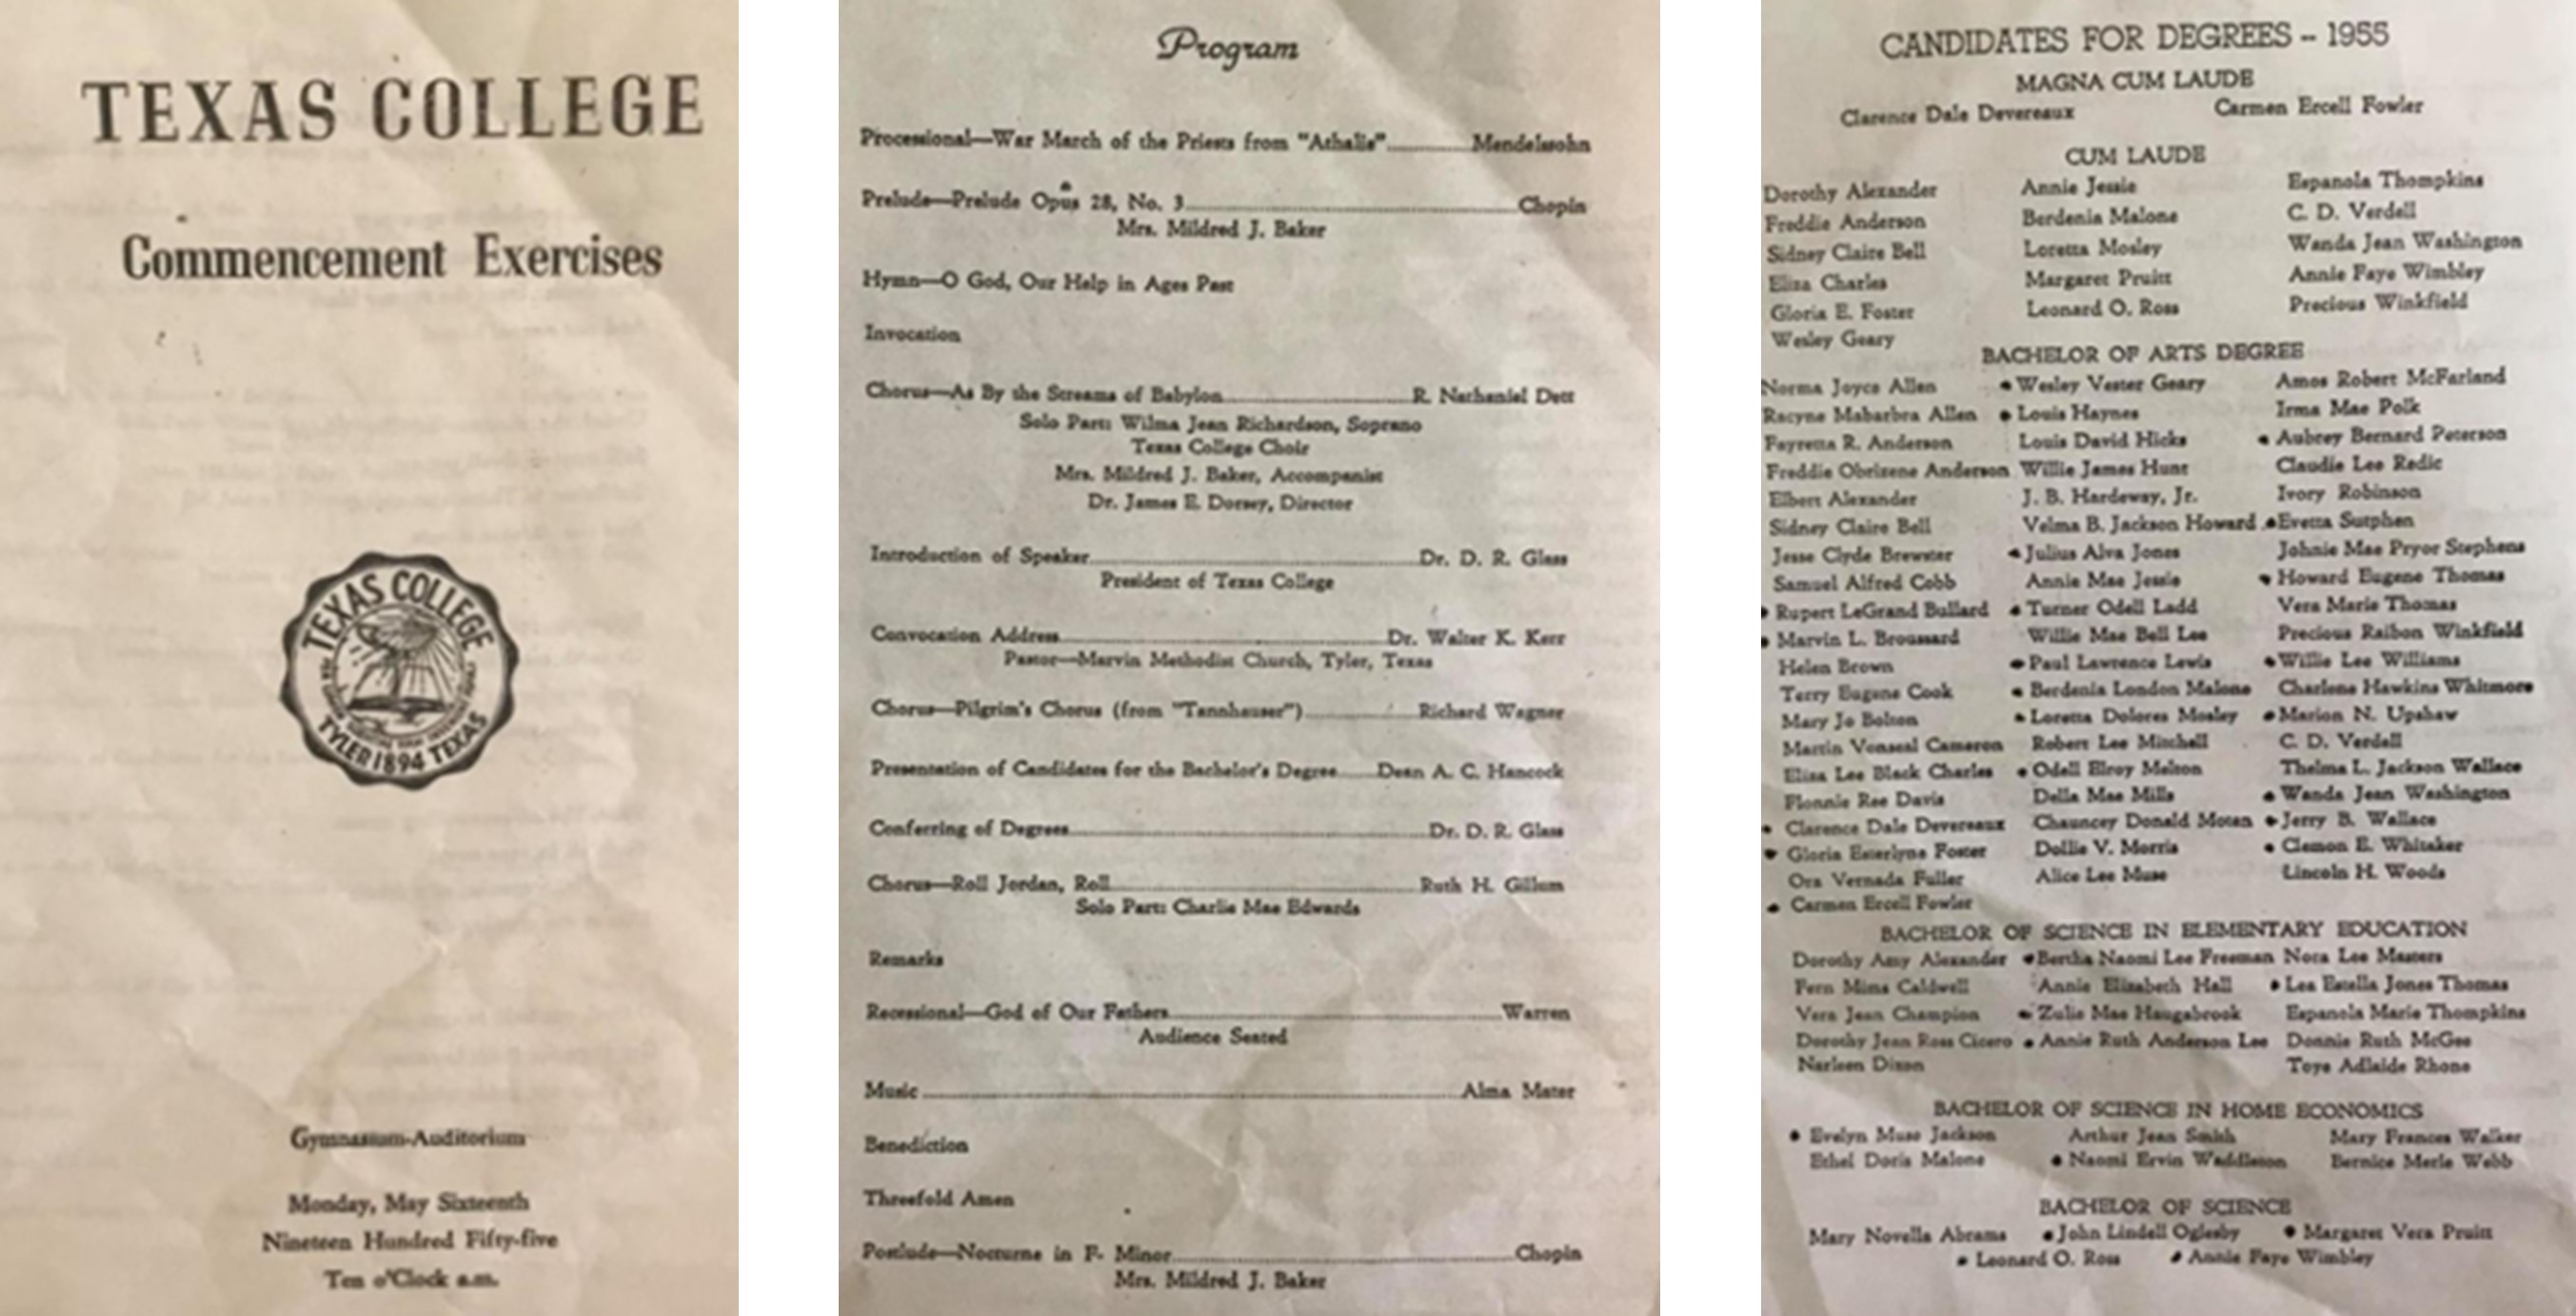 TEXAS COLLEGE
Commencement Exercises
TEXAS COLLEGE
TYLER 1894 TEXAS
Gymnasium-Auditorium
Monday, May Sixteenth
Nineteen Hundred Fifty-five
Ten o'Clock a.m.
Program
Processional—War March of the Priests from "Athalie"..........Mendelssohn
Prelude—Prelude Opus 28, No. 3..........Chopin
Mrs. Mildred J. Baker
Hymn—O God, Our Help in Ages Past
Invocation
Chorus—As By the Streams of Babylon..........R. Nathaniel Dett
Solo Part: Wilma Jean Richardson, Soprano
Texas College Choir
Mrs. Mildred J. Baker, Accompanist
Dr. James E. Dorsey, Director
Introduction of Speaker..........Dr. D. R. Glass
President of Texas College
Convocation Address..........Dr. Walter K. Kerr
Pastor—Marvin Methodist Church, Tyler, Texas
Chorus—Pilgrim's Chorus (from "Tannhauser")..........Richard Wagner
Presentation of Candidates for the Bachelor's Degree..........Dean A. C. Hancock
Conferring of Degrees..........Dr. D. R. Glass
Chorus—Roll Jordan, Roll..........Ruth H. Gillum
Solo Part: Charlie Mae Edwards
Remarks
Recessional—God of Our Fathers..........Warren
Audience Seated
Music..........Alma Mater
Benediction
Threefold Amen
Postlude—Nocturne in F- Minor..........Chopin
Mrs. Mildred J. Baker
CANDIDATES FOR DEGREES – 1955
MAGNA CUM LAUDE
Clarence Dale Devereaux Carmen Ercell Fowler
CUM LAUDE
Dorothy Alexander Annie Jessie Espanola Thompkins
Freddie Anderson Berdenia Malone C. D. Verdell
Sidney Claire Bell Loretta Mosley Wanda Jean Washington
Eliza Charles Margaret Pruitt Annie Faye Wimbley
Gloria E. Foster Leonard O. Ross Precious Winkfield
Wesley Geary
BACHELOR OF ARTS DEGREE
Norma Joyce Allen Wesley Vester Geary Amos Robert McFarland
Racyne Mabarbra Allen Louis Haynes Irma Mae Polk
Fayretta R. Anderson Louis David Hicks Aubrey Bernard Peterson
Freddie Obrizene Anderson Willie James Hunt Claudie Lee Redic
Elbert Alexander J. B. Hardeway, Jr. Ivory Robinson
Sidney Claire Bell Velma B. Jackson Howard Evetta Sutphen
Jesse Clyde Brewster Julius Alva Jones Johnie Mae Pryor Stephens
Samuel Alfred Cobb Annie Mae Jessie Howard Eugene Thomas
Rupert LeGrand Bullard Turner Odell Ladd Vera Marie Thomas
Marvin L. Broussard Willie Mae Bell Lee Precious Raibon Winkfield
Helen Brown Paul Lawrence Lewis Willie Lee Williams
Terry Eugene Cook Berdenia London Malone Charlene Hawkins Whitmore
Mary Jo Bolton Loretta Dolores Mosley Marion N. Upshaw
Martin Vonseal Cameron Robert Lee Mitchell C. D. Verdell
Eliza Lee Black Charles Odell Elroy Melton Thelma L. Jackson Wallace
Flonnie Ree Davis Della Mae Mills Wanda Jean Washington
Clarence Dale Devereaux Chauncey Donald Moten Jerry B. Wallace
Gloria Esterlyne Foster Dollie V. Morris Clemon E. Whitaker
Ora Vernada Fuller Alice Lee Muse Lincoln H. Woods
Carmen Ercell Fowler
BACHELOR OF SCIENCE IN ELEMENTARY EDUCATION
Dorothy Amy Alexander Bertha Naomi Lee Freeman Nora Lee Masters
Fern Mims Caldwell Annie Elizabeth Hall Lea Estella Jones Thomas
Vera Jean Champion Zulie Mae Haugabrook Espanola Marie Thompkins
Dorothy Jean Ross Cicero Annie Ruth Anderson Lee Donnie Ruth McGee
Narleen Dixon Toye Adlaide Rhone
BACHELOR OF SCIENCE IN HOME ECONOMICS
Evelyn Muse Jackson Arthur Jean Smith Mary Frances Walker
Ethel Doris Malone Naomi Ervin Waddleton Bernice Merle Webb
BACHELOR OF SCIENCE
Mary Novella Abrams John Lindell Oglesby Margaret Vera Pruitt
Leonard O. Ross Annie Faye Wimbley